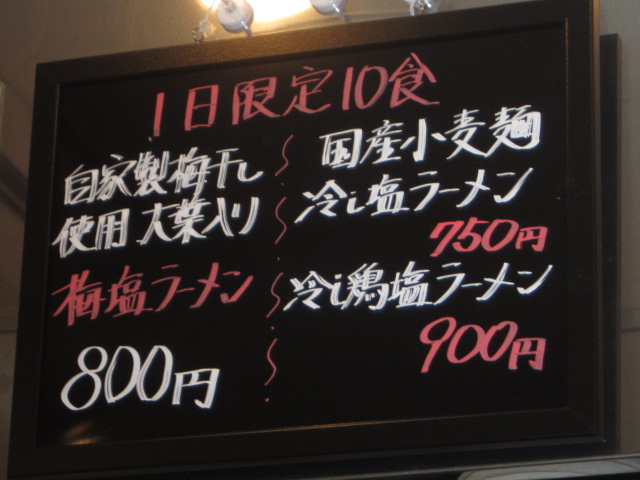 1日限定10食
自家製梅干し
使用 大葉入り
梅塩ラーメン
800円
国産小麦麺
冷し塩ラーメン
750円
冷し鶏塩ラーメン
900円